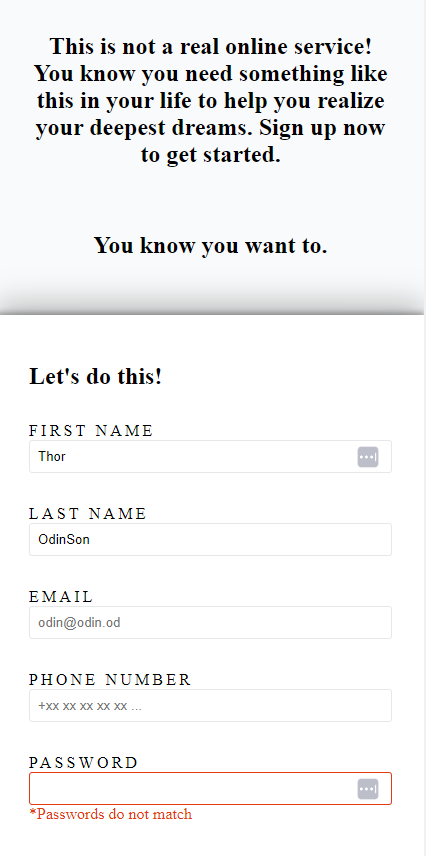 This is not a real online service!
You know you need something like
this in your life to help you realize
your deepest dreams. Sign up now
to get started.
You know you want to.
Let's do this!
FIRST NAME
Thor
LAST NAME
OdinSon
EMAIL
odin@odin.od
PHONE NUMBER
+xx xx xx xx xx ...
PASSWORD
*Passwords do not match